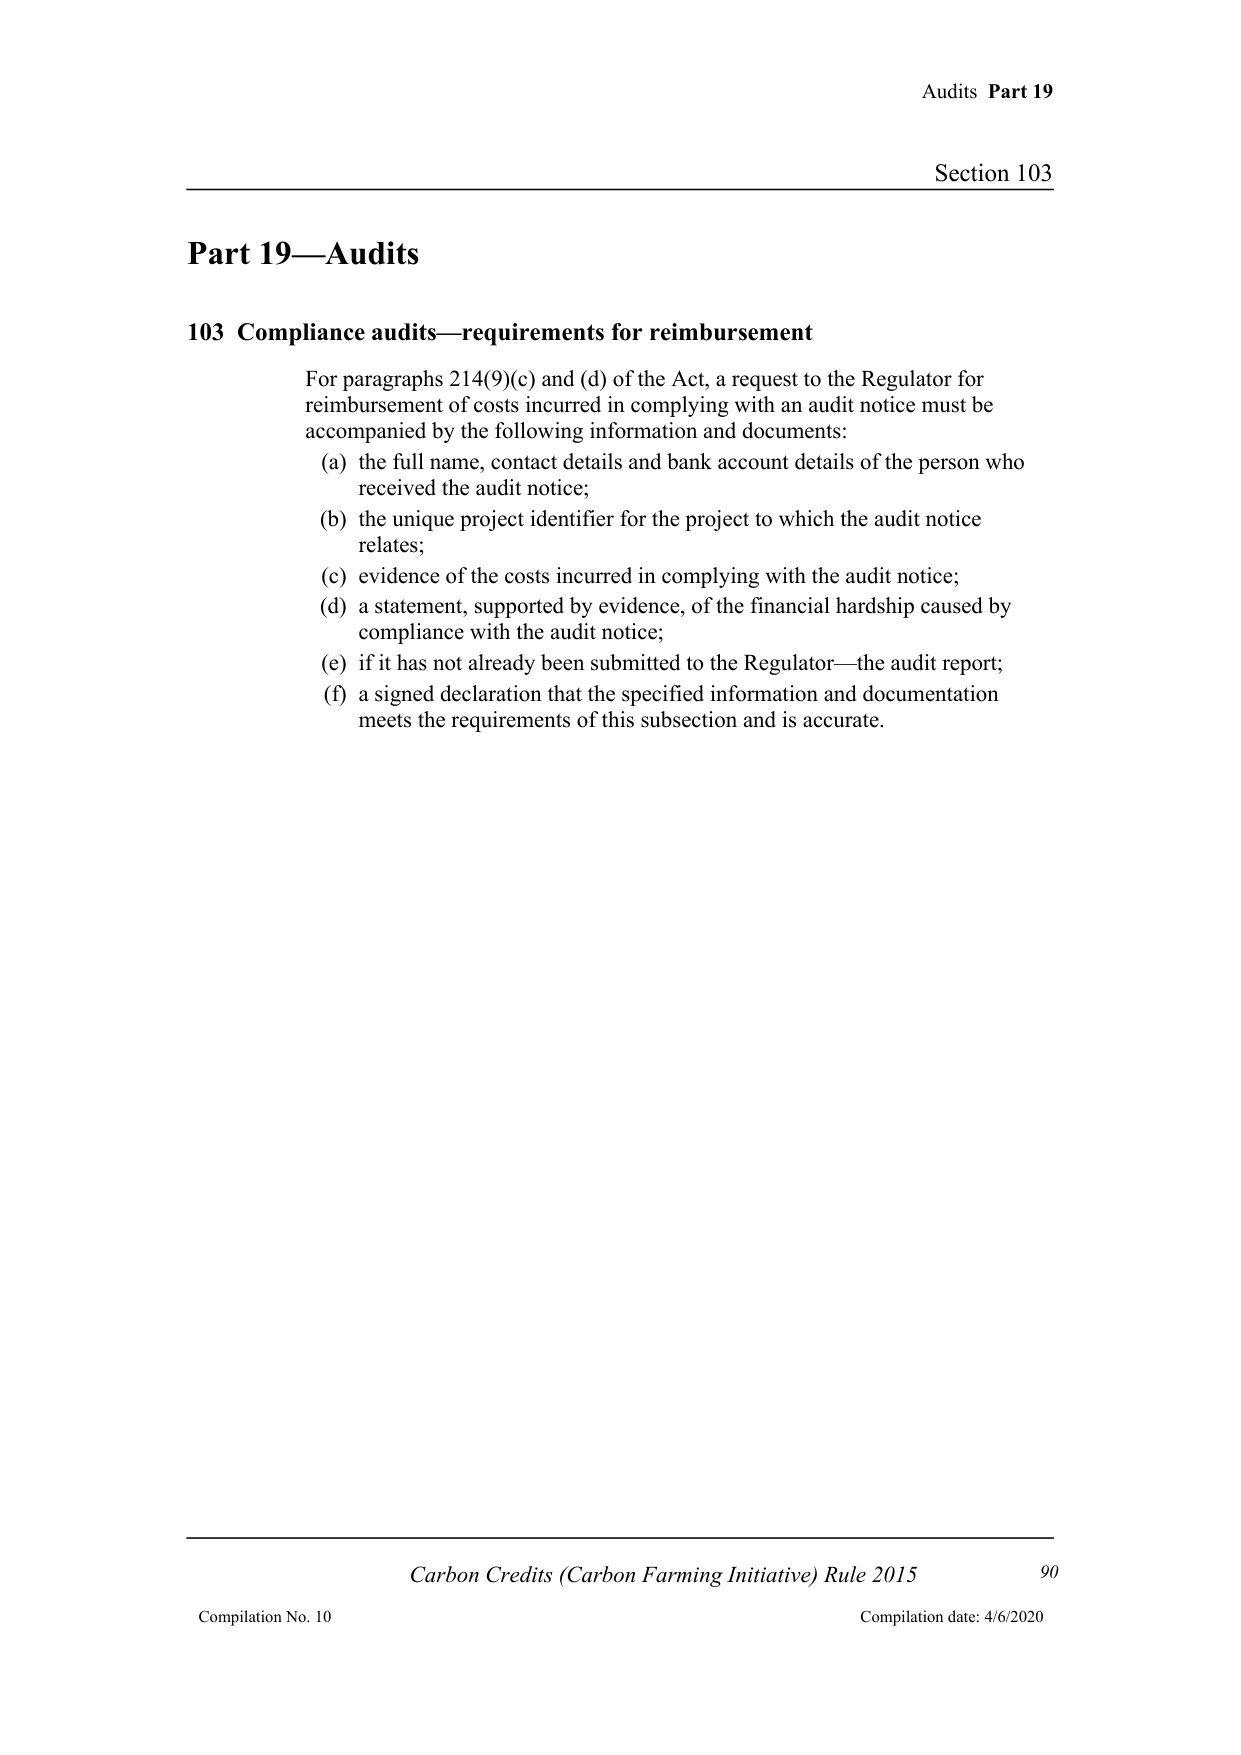 Audits  Part 19
Section 103
Part 19—Audits
103  Compliance audits—requirements for reimbursement
For paragraphs 214(9)(c) and (d) of the Act, a request to the Regulator for
reimbursement of costs incurred in complying with an audit notice must be
accompanied by the following information and documents:
(a) the full name, contact details and bank account details of the person who
received the audit notice;
(b) the unique project identifier for the project to which the audit notice
relates;
(c) evidence of the costs incurred in complying with the audit notice;
(d) a statement, supported by evidence, of the financial hardship caused by
compliance with the audit notice;
(e) if it has not already been submitted to the Regulator—the audit report;
(f) a signed declaration that the specified information and documentation
meets the requirements of this subsection and is accurate.
Carbon Credits (Carbon Farming Initiative) Rule 2015 90
Compilation No. 10 Compilation date: 4/6/2020